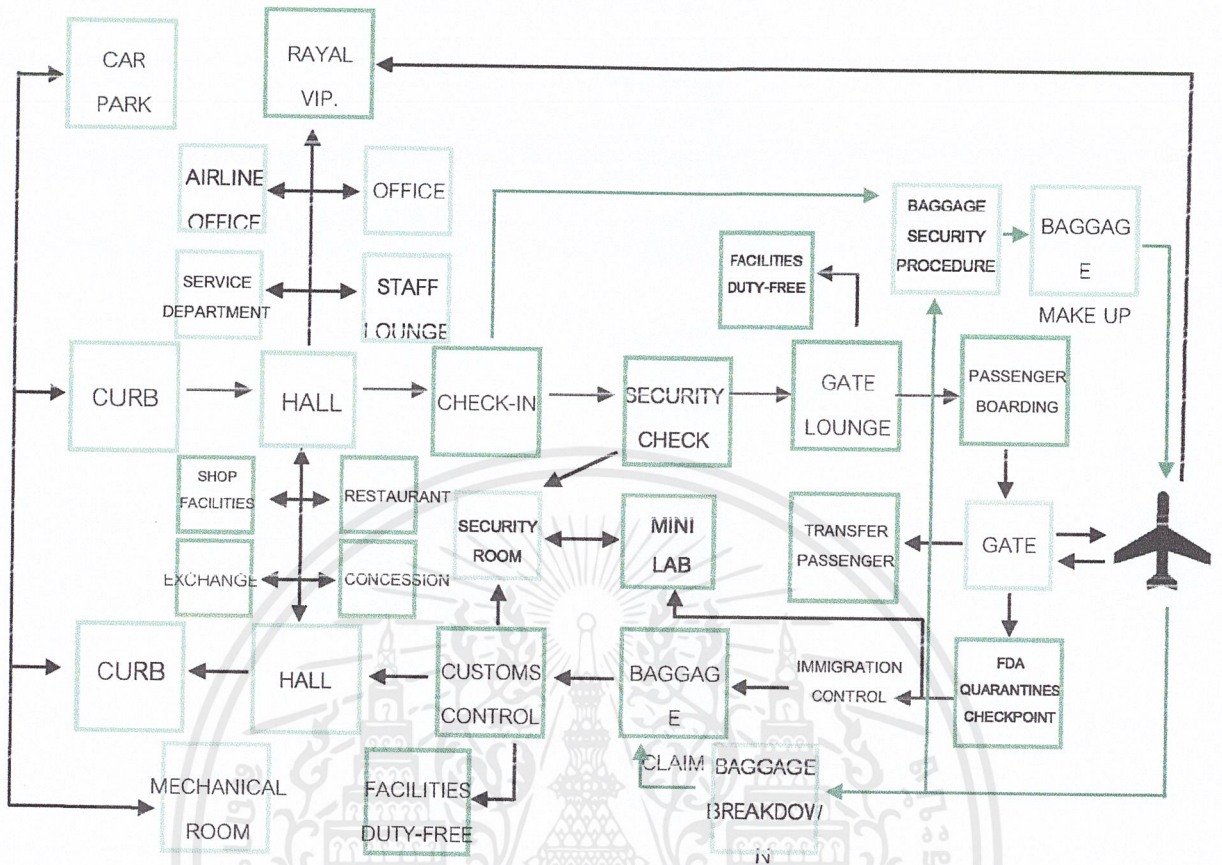 CAR
PARK
RAYAL
VIP.
AIRLINE
OFFICE
OFFICE
SERVICE
DEPARTMENT
STAFF
LOUNGE
FACILITIES
DUTY-FREE
BAGGAGE
SECURITY
PROCEDURE
BAGGAG
E
MAKE UP
CURB
HALL
CHECK-IN
SECURITY
CHECK
GATE
LOUNGE
PASSENGER
BOARDING
SHOP
FACILITIES
RESTAURANT
EXCHANGE
CONCESSION
SECURITY
ROOM
MINI
LAB
TRANSFER
PASSENGER
GATE
CURB
HALL
CUSTOMS
CONTROL
BAGGAG
E
CLAIM
IMMIGRATION
CONTROL
FDA
QUARANTINES
CHECKPOINT
MECHANICAL
ROOM
FACILITIES
DUTY-FREE
BAGGAGE
BREAKDOW
N